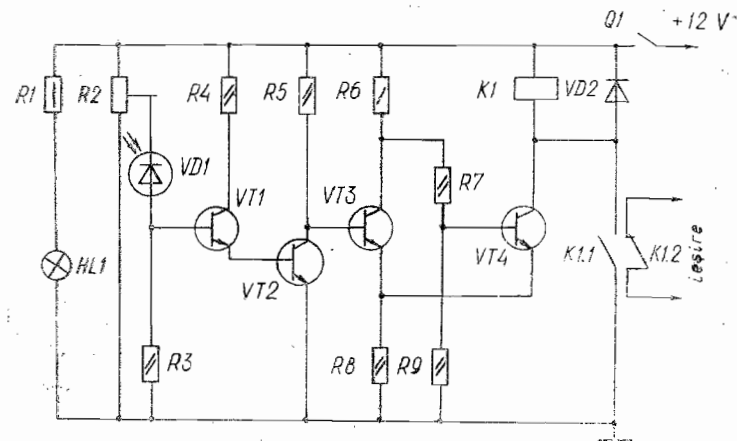 Q1
+12 V
R1
R2
R4
R5
R6
K1
VD2
VD1
VT1
VT3
R7
HL1
VT2
VT4
K1.1
K1.2
ieșire
R3
R8
R9